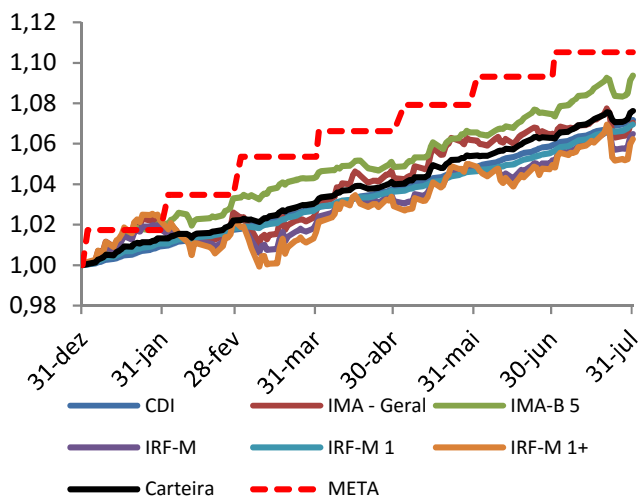 1,12
1,10
1,08
1,06
1,04
1,02
1,00
0,98
31-dez
31-jan
28-fev
31-mar
30-abr
31-mai
30-jun
31-jul
CDI
IMA - Geral
IMA-B 5
IRF-M
IRF-M 1
IRF-M 1+
Carteira
META